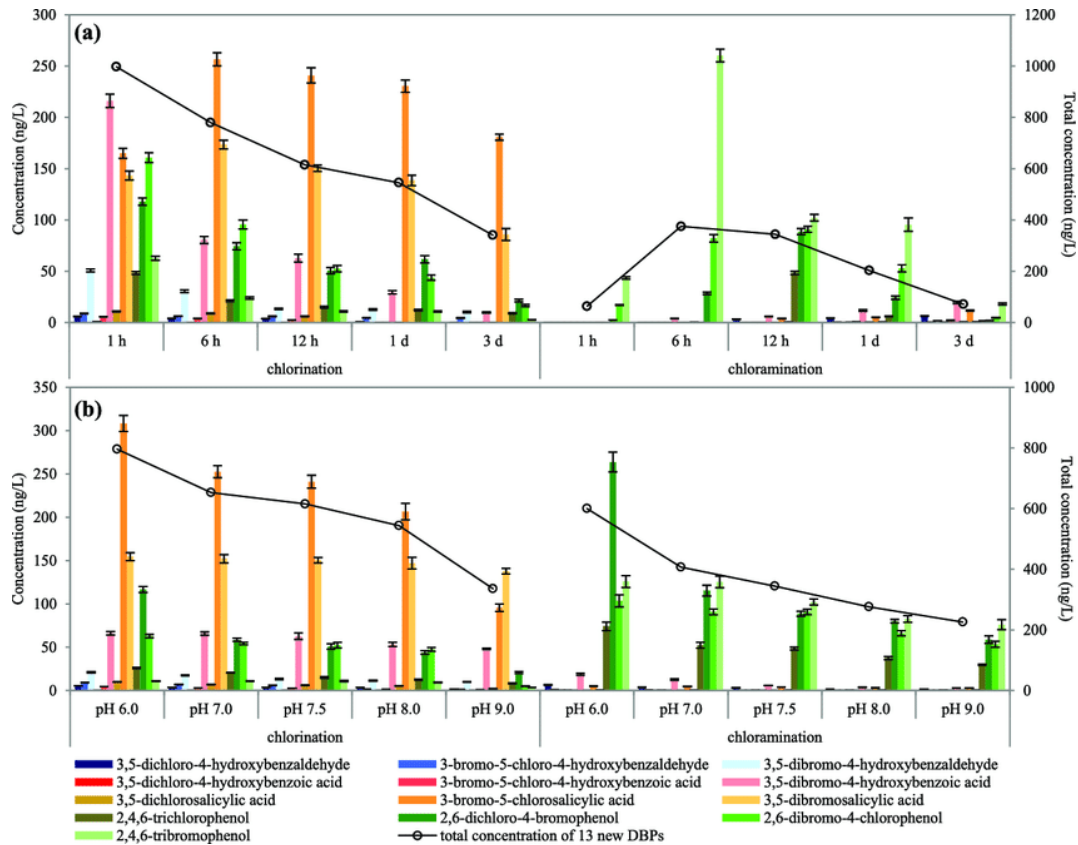 (a)
Concentration (ng/L)
300
250
200
150
100
50
0
1200
1000
800
600
400
200
0
Total concentration (ng/L)
1 h 6 h 12 h 1 d 3 d 1 h 6 h 12 h 1 d 3 d
chlorination chloramination
(b)
Concentration (ng/L)
350
300
250
200
150
100
50
0
1000
800
600
400
200
0
Total concentration (ng/L)
pH 6.0 pH 7.0 pH 7.5 pH 8.0 pH 9.0 pH 6.0 pH 7.0 pH 7.5 pH 8.0 pH 9.0
chlorination chloramination
3,5-dichloro-4-hydroxybenzaldehyde 3-bromo-5-chloro-4-hydroxybenzaldehyde 3,5-dibromo-4-hydroxybenzaldehyde
3,5-dichloro-4-hydroxybenzoic acid 3-bromo-5-chloro-4-hydroxybenzoic acid 3,5-dibromo-4-hydroxybenzoic acid
3,5-dichlorosalicylic acid 3-bromo-5-chlorosalicylic acid 3,5-dibromosalicylic acid
2,4,6-trichlorophenol 2,6-dichloro-4-bromophenol 2,6-dibromo-4-chlorophenol
2,4,6-tribromophenol total concentration of 13 new DBPs